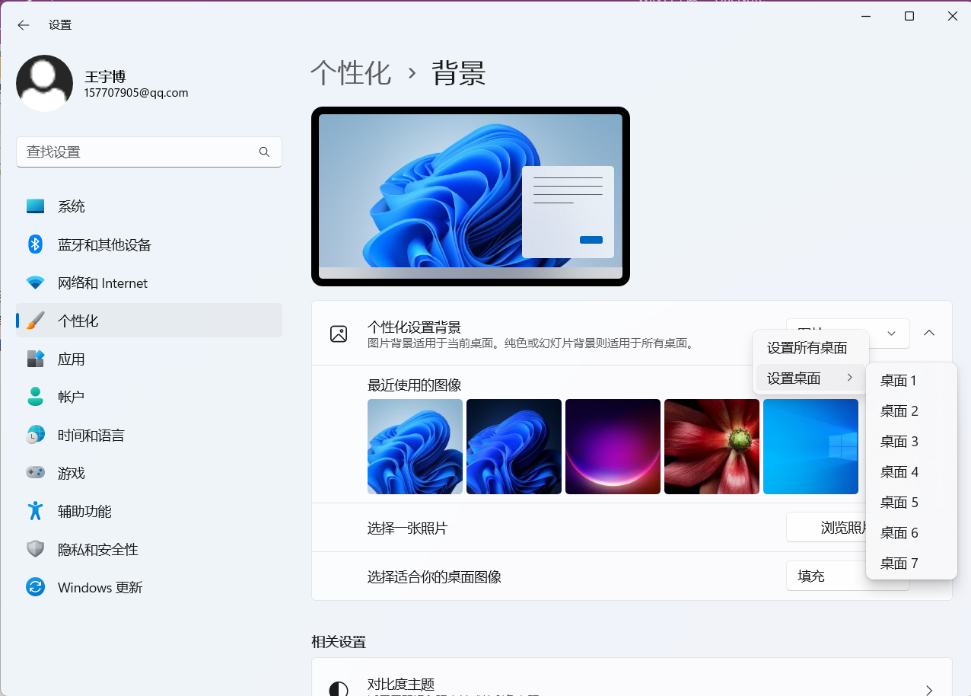 设置
王宇博
157707905@qq.com
查找设置
系统
蓝牙和其他设备
网络和 Internet
个性化
应用
帐户
时间和语言
游戏
辅助功能
隐私和安全性
Windows 更新
个性化 › 背景
个性化设置背景
图片背景适用于当前桌面。纯色或幻灯片背景则适用于所有桌面。
图片
设置所有桌面
设置桌面
桌面 1
桌面 2
桌面 3
桌面 4
桌面 5
桌面 6
桌面 7
最近使用的图像
选择一张照片
浏览照片
选择适合你的桌面图像
填充
相关设置
对比度主题